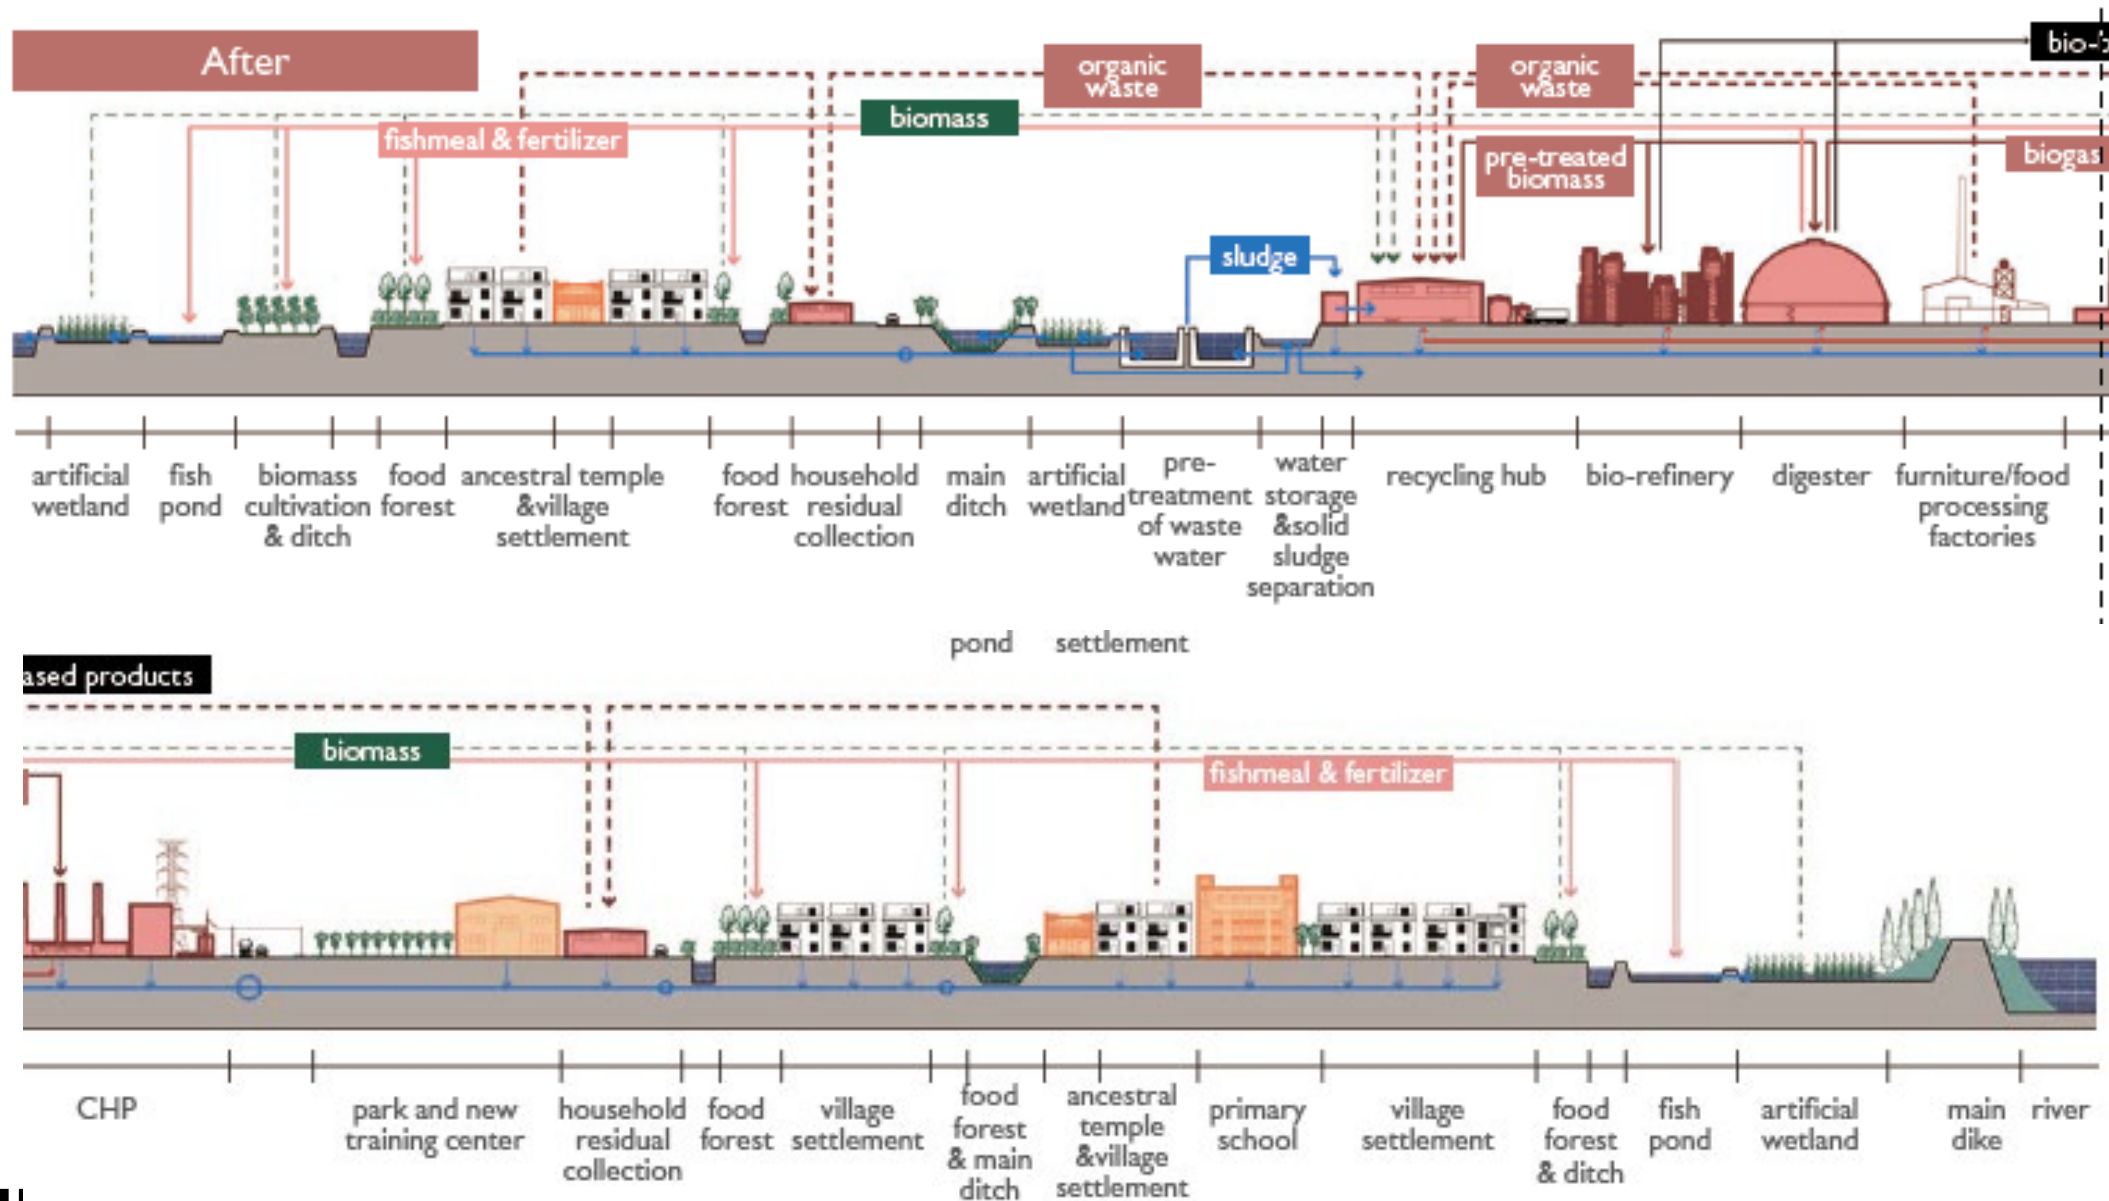 After
organic
waste
organic
waste
bio-b
biomass
fishmeal & fertilizer
pre-treated
biomass
biogas
sludge
artificial
wetland
fish
pond
biomass
cultivation
& ditch
food
forest
ancestral temple
&village
settlement
food
forest
household
residual
collection
main
ditch
artificial
wetland
pre-
treatment
of waste
water
water
storage
&solid
sludge
separation
recycling hub
bio-refinery
digester
furniture/food
processing
factories
pond settlement
ased products
biomass
fishmeal & fertilizer
CHP
park and new
training center
household
residual
collection
food
forest
village
settlement
food
forest
& main
ditch
ancestral
temple
&village
settlement
primary
school
village
settlement
food
forest
& ditch
fish
pond
artificial
wetland
main
dike
river